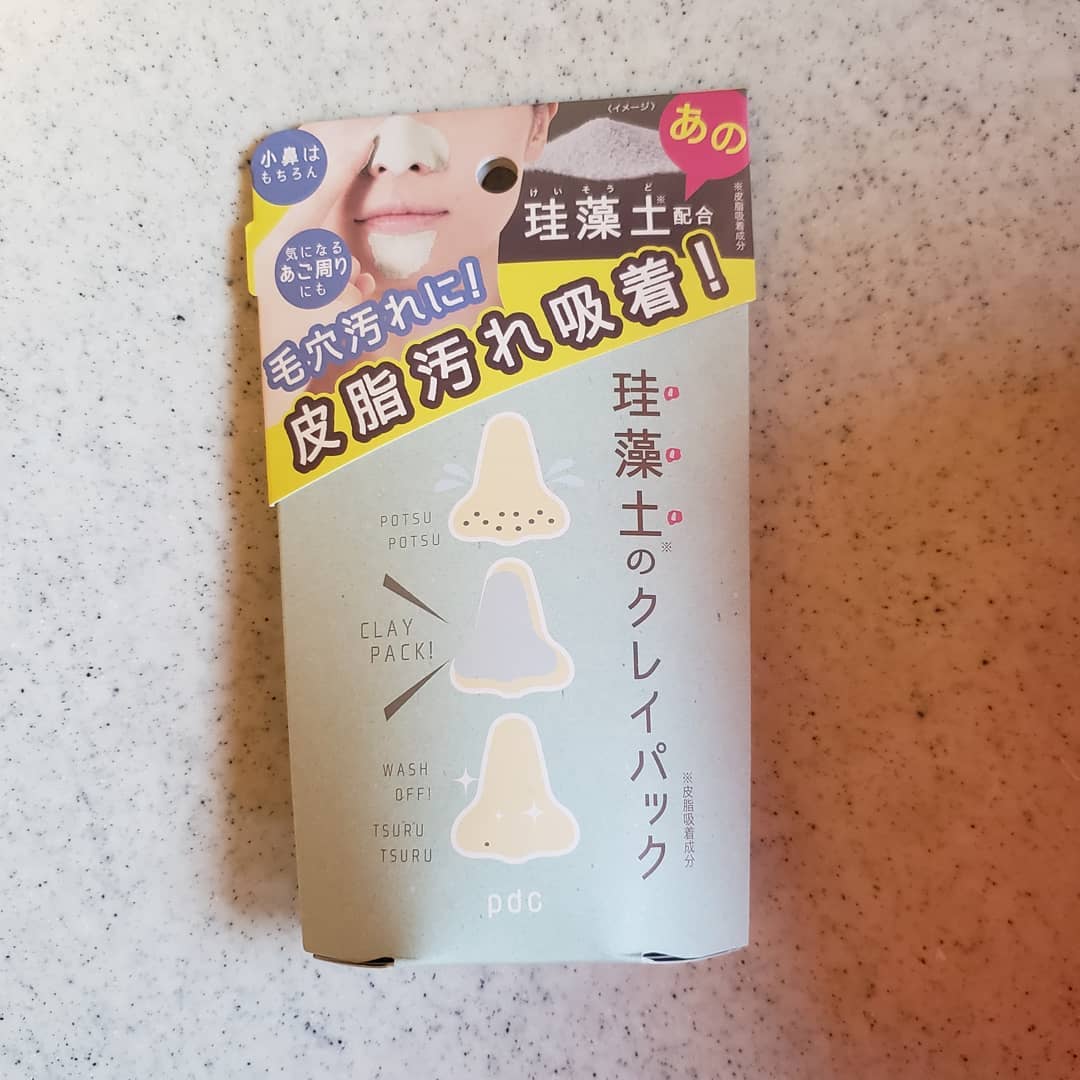 小鼻は
もちろん
気になる
あご周り
にも
〈イメージ〉
あの
けいそうど
珪藻土※配合
※皮脂吸着成分
毛穴汚れに!
皮脂汚れ吸着!
珪藻土※のクレイパック
※皮脂吸着成分
POTSU
POTSU
CLAY
PACK!
WASH
OFF!
TSURU
TSURU
pdc